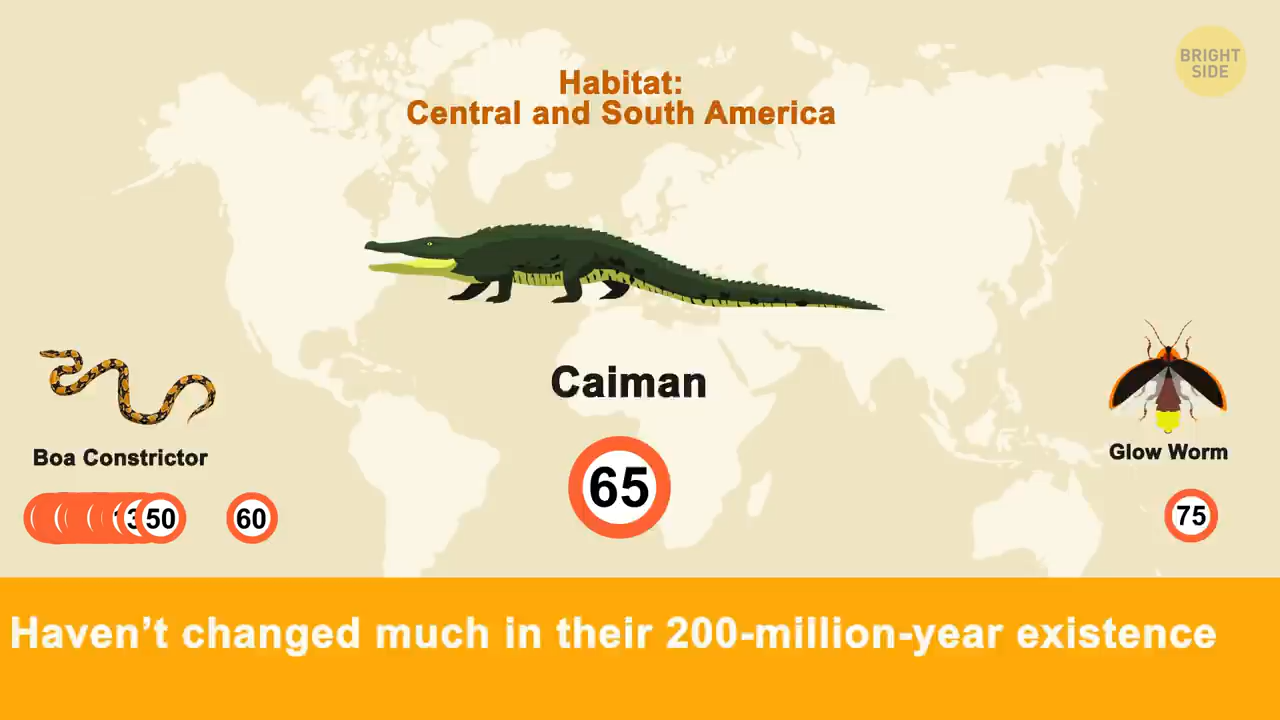 BRIGHT
SIDE
Habitat:
Central and South America
Caiman
65
Boa Constrictor
50
60
Glow Worm
75
Haven’t changed much in their 200-million-year existence